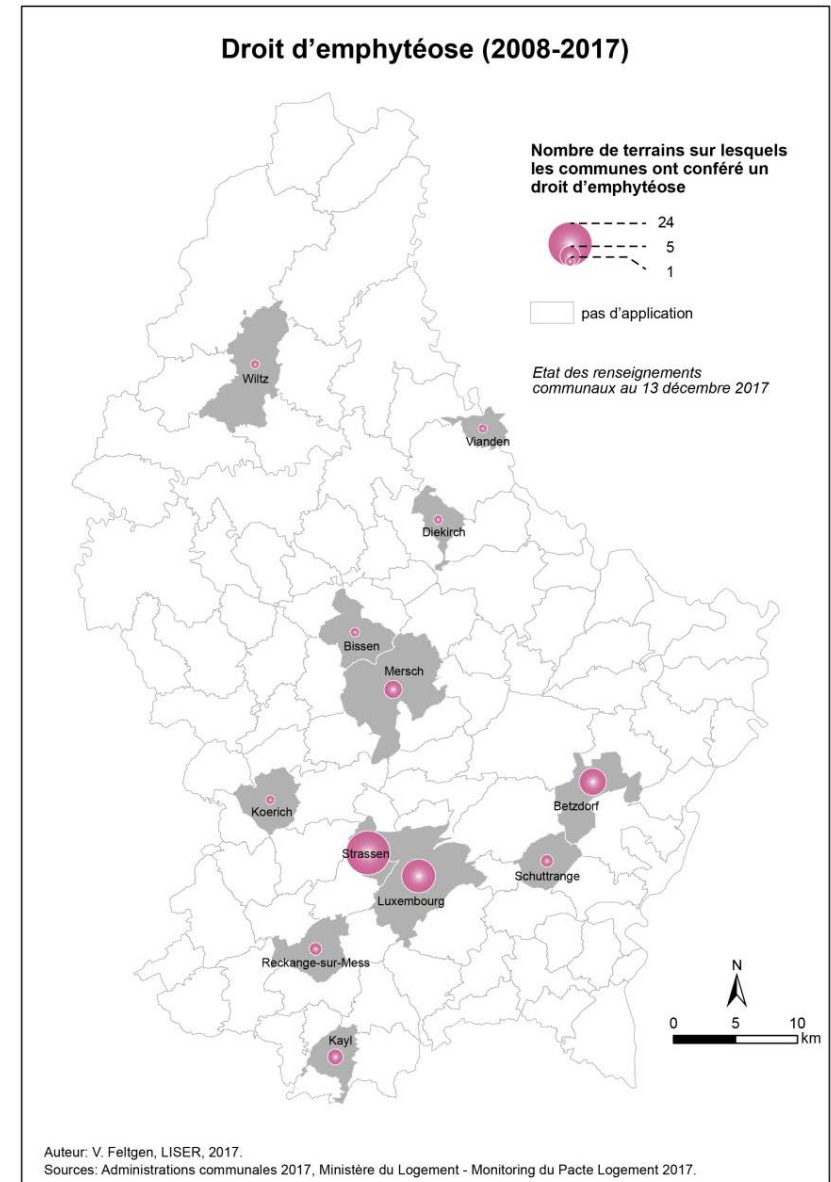 Droit d'emphytéose (2008-2017)
Nombre de terrains sur lesquels
les communes ont conféré un
droit d'emphytéose
24
5
1
pas d'application
Etat des renseignements
communaux au 13 décembre 2017
Wiltz
Vianden
Diekirch
Bissen
Mersch
Koerich
Betzdorf
Strassen
Schuttrange
Luxembourg
Reckange-sur-Mess
Kayl
N
0 5 10
km
Auteur: V. Feltgen, LISER, 2017.
Sources: Administrations communales 2017, Ministère du Logement - Monitoring du Pacte Logement 2017.